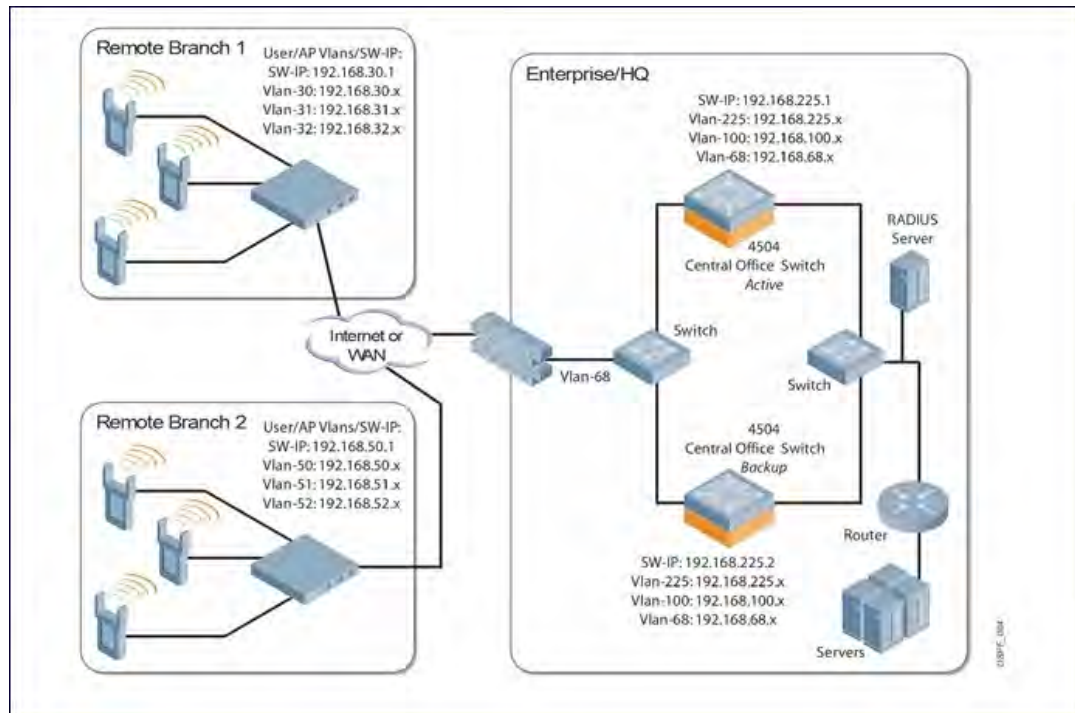 Remote Branch 1
User/AP Vlans/SW-IP:
SW-IP: 192.168.30.1
Vlan-30: 192.168.30.x
Vlan-31: 192.168.31.x
Vlan-32: 192.168.32.x
Internet or
WAN
Remote Branch 2
User/AP Vlans/SW-IP:
SW-IP: 192.168.50.1
Vlan-50: 192.168.50.x
Vlan-51: 192.168.51.x
Vlan-52: 192.168.52.x
Enterprise/HQ
SW-IP: 192.168.225.1
Vlan-225: 192.168.225.x
Vlan-100: 192.168.100.x
Vlan-68: 192.168.68.x
4504
Central Office Switch
Active
RADIUS
Server
Vlan-68
Switch
Switch
4504
Central Office Switch
Backup
SW-IP: 192.168.225.2
Vlan-225: 192.168.225.x
Vlan-100: 192.168.100.x
Vlan-68: 192.168.68.x
Router
Servers